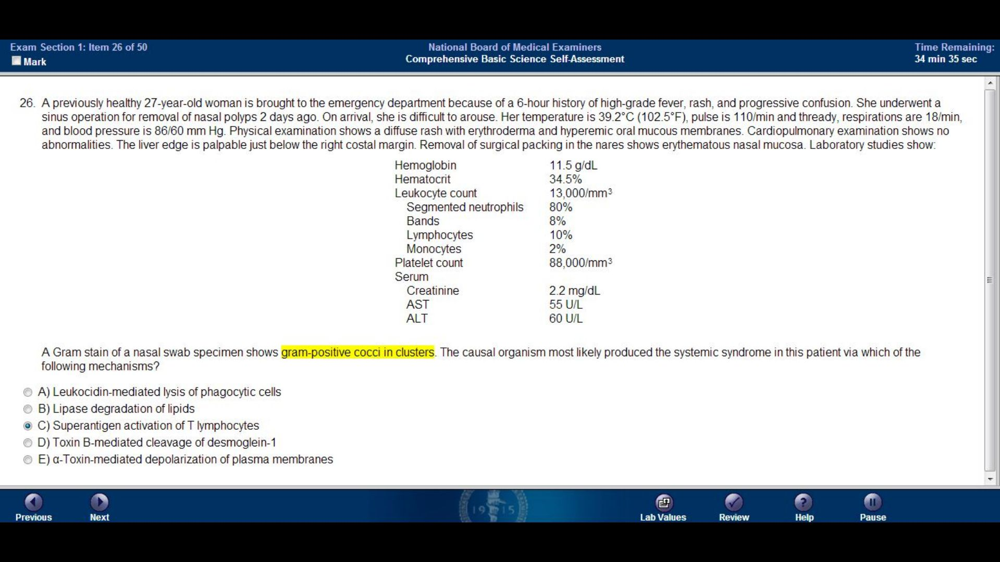 Exam Section 1: Item 26 of 50
National Board of Medical Examiners
Time Remaining:
Mark
Comprehensive Basic Science Self-Assessment
34 min 35 sec
26. A previously healthy 27-year-old woman is brought to the emergency department because of a 6-hour history of high-grade fever, rash, and progressive confusion. She underwent a
sinus operation for removal of nasal polyps 2 days ago. On arrival, she is difficult to arouse. Her temperature is 39.2°C (102.5°F), pulse is 110/min and thready, respirations are 18/min,
and blood pressure is 86/60 mm Hg. Physical examination shows a diffuse rash with erythroderma and hyperemic oral mucous membranes. Cardiopulmonary examination shows no
abnormalities. The liver edge is palpable just below the right costal margin. Removal of surgical packing in the nares shows erythematous nasal mucosa. Laboratory studies show:
Hemoglobin 11.5 g/dL
Hematocrit 34.5%
Leukocyte count 13,000/mm³
Segmented neutrophils 80%
Bands 8%
Lymphocytes 10%
Monocytes 2%
Platelet count 88,000/mm³
Serum
Creatinine 2.2 mg/dL
AST 55 U/L
ALT 60 U/L
A Gram stain of a nasal swab specimen shows gram-positive cocci in clusters. The causal organism most likely produced the systemic syndrome in this patient via which of the
following mechanisms?
A) Leukocidin-mediated lysis of phagocytic cells
B) Lipase degradation of lipids
C) Superantigen activation of T lymphocytes
D) Toxin B-mediated cleavage of desmoglein-1
E) α-Toxin-mediated depolarization of plasma membranes
1915
Previous
Next
Lab Values
Review
Help
Pause